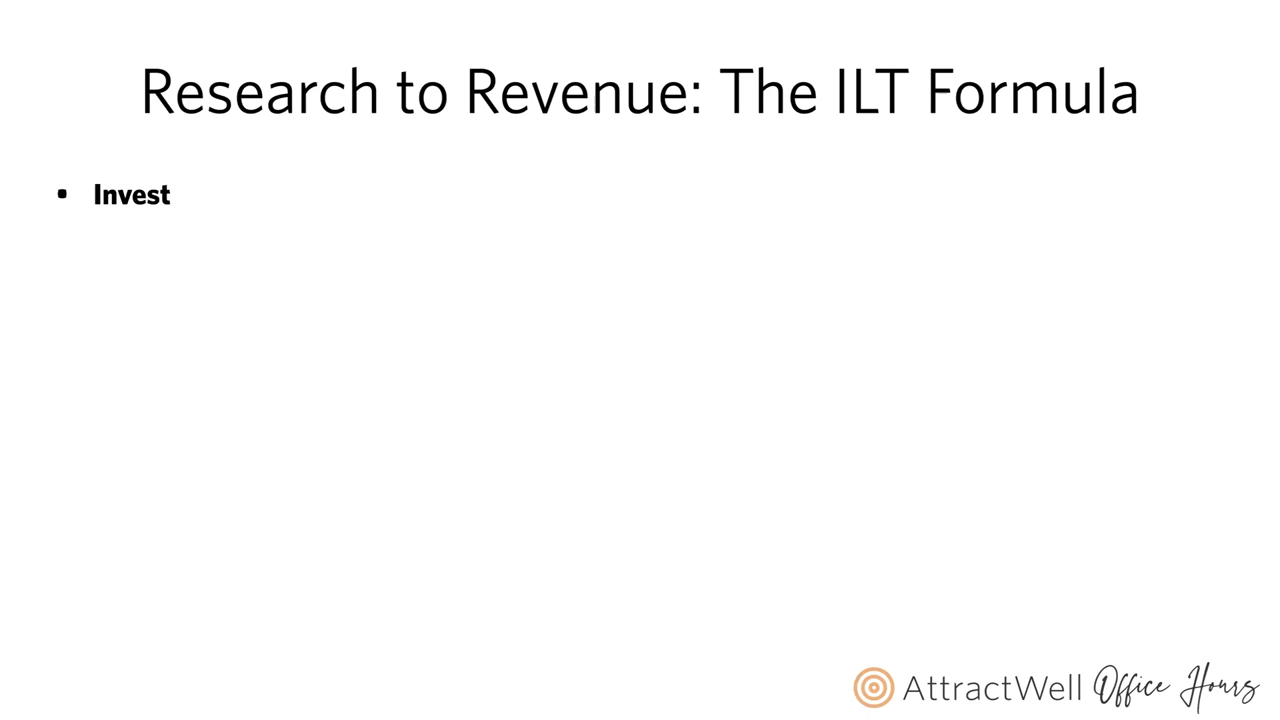 Research to Revenue: The ILT Formula
• Invest
AttractWell Office Hours